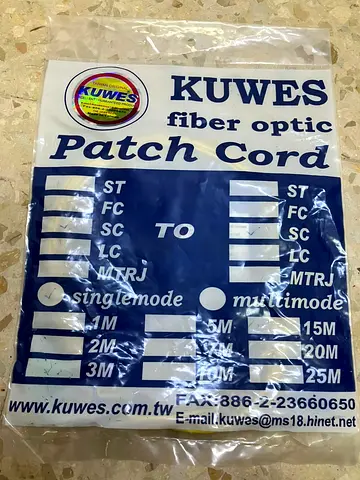 KUWES
KUWES
fiber optic
Patch Cord
ST ST
FC FC
SC TO SC
LC LC
MTRJ MTRJ
singlemode multimode
1M 5M 15M
2M 7M 20M
3M 10M 25M
www.kuwes.com.tw
FAX:886-2-23660650
E-mail.kuwas@ms18.hinet.net